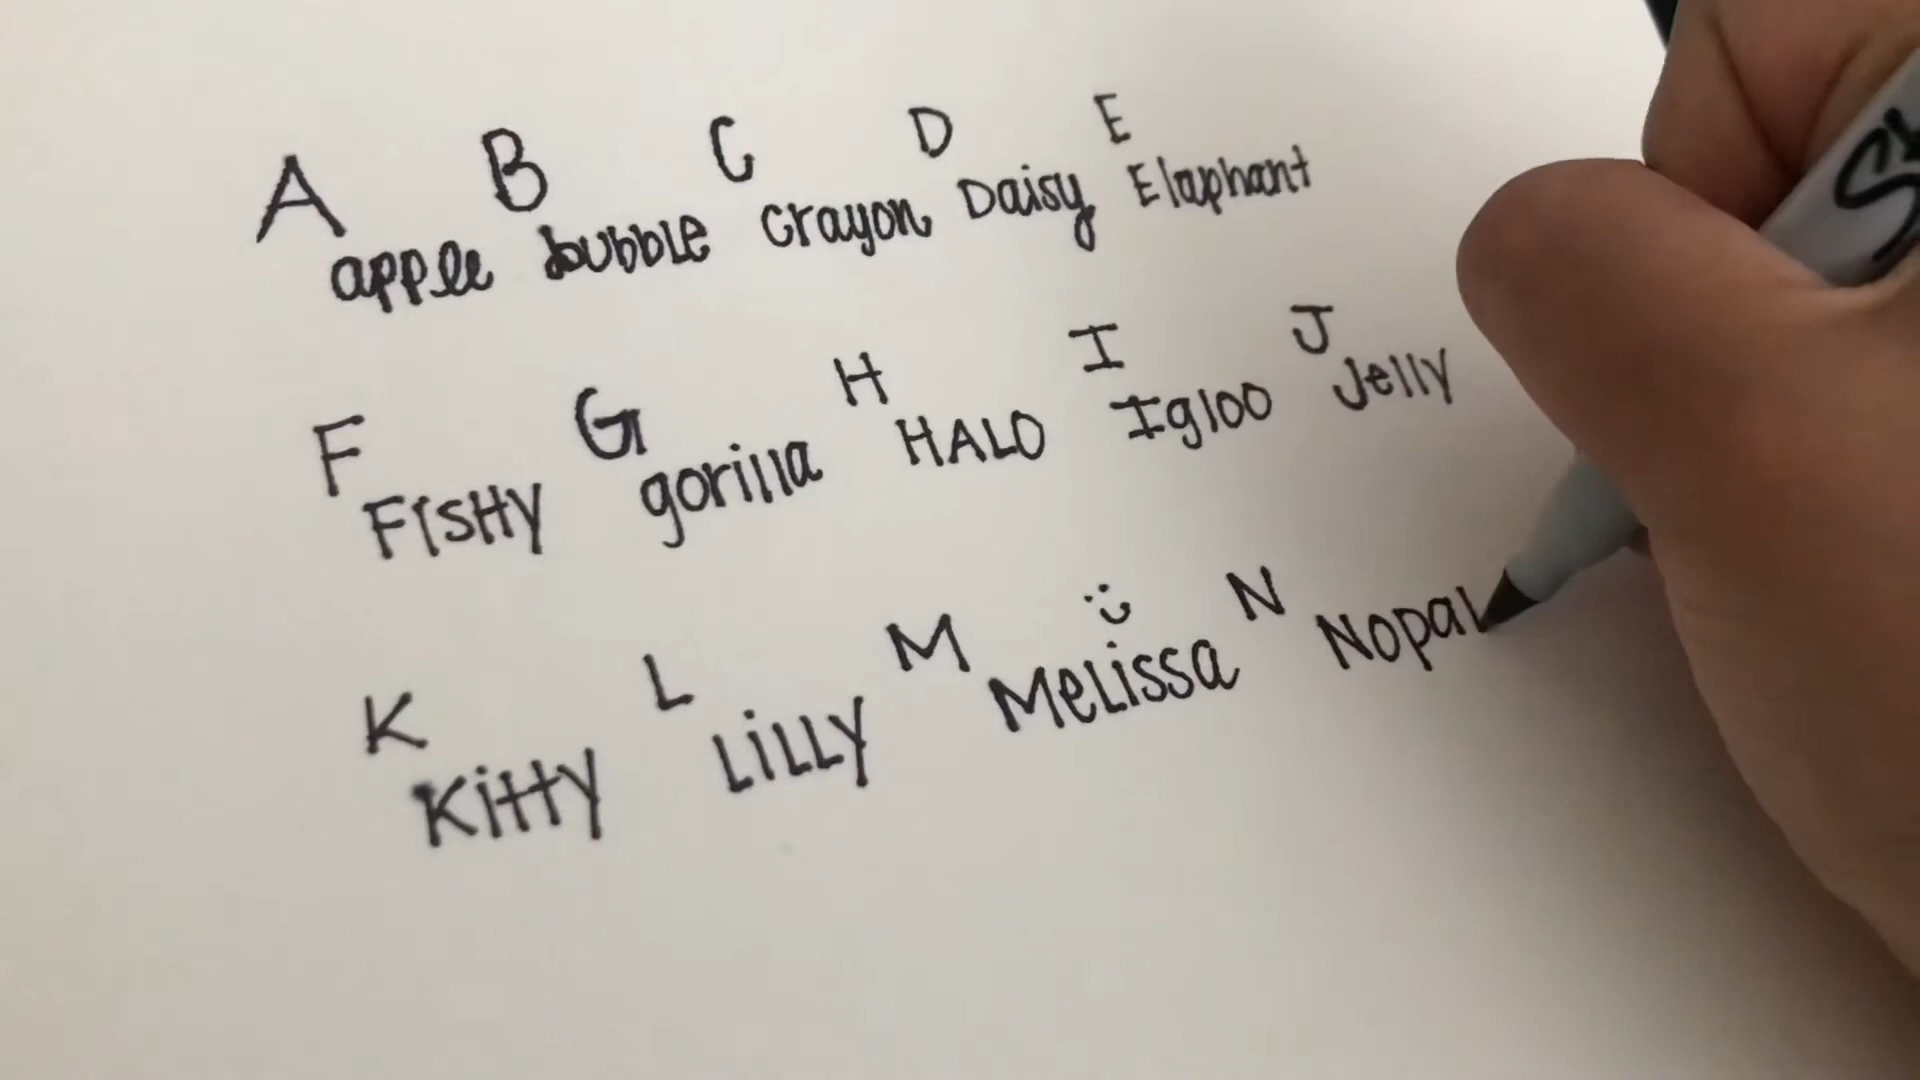 A B C D E
apple bubble crayon Daisy Elaphant
F G H I J
FISHY gorilla HALO Igloo Jelly
K L M N
Kitty LiLLY MeLissa Nopal